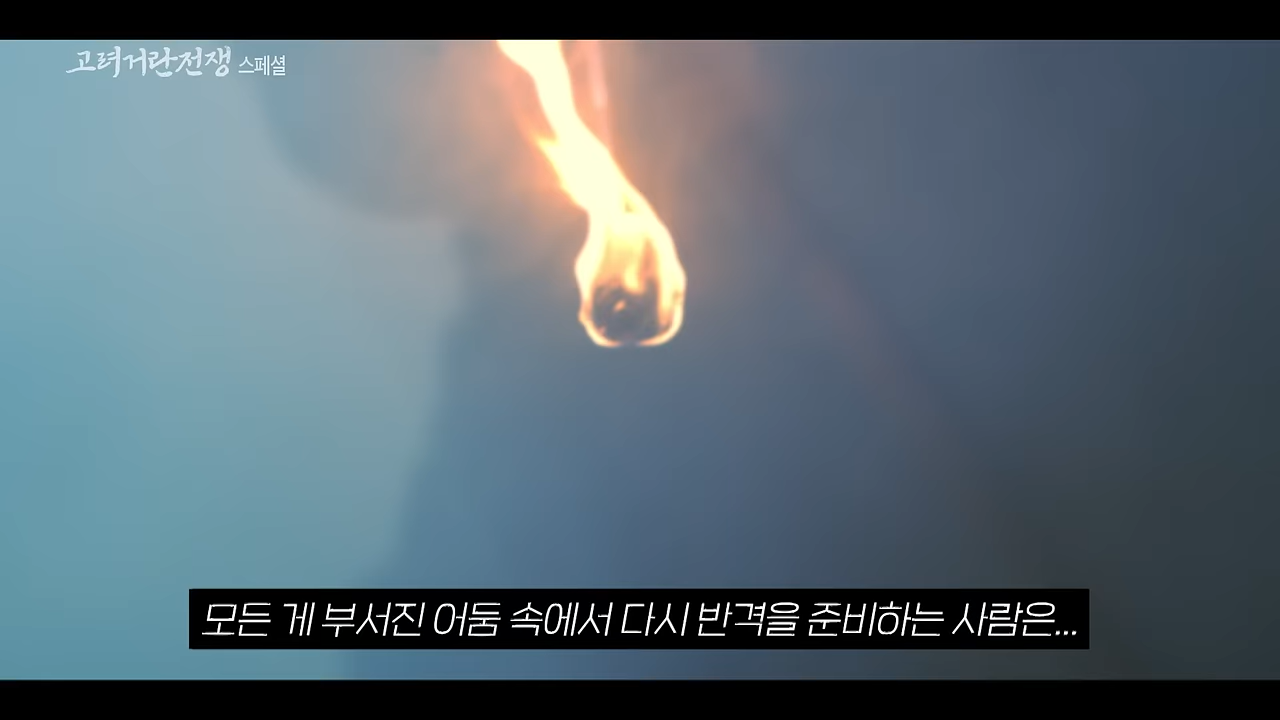 고려거란전쟁 스페셜
모든 게 부서진 어둠 속에서 다시 반격을 준비하는 사람은...